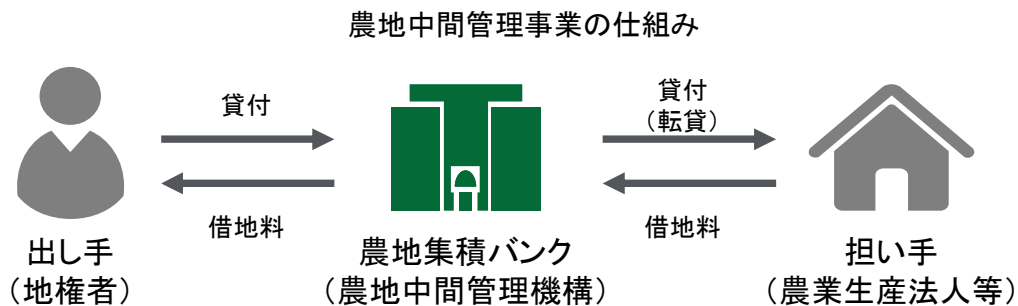 農地中間管理事業の仕組み
貸付
貸付
（転貸）
借地料
借地料
出し手
（地権者）
農地集積バンク
（農地中間管理機構）
担い手
（農業生産法人等）